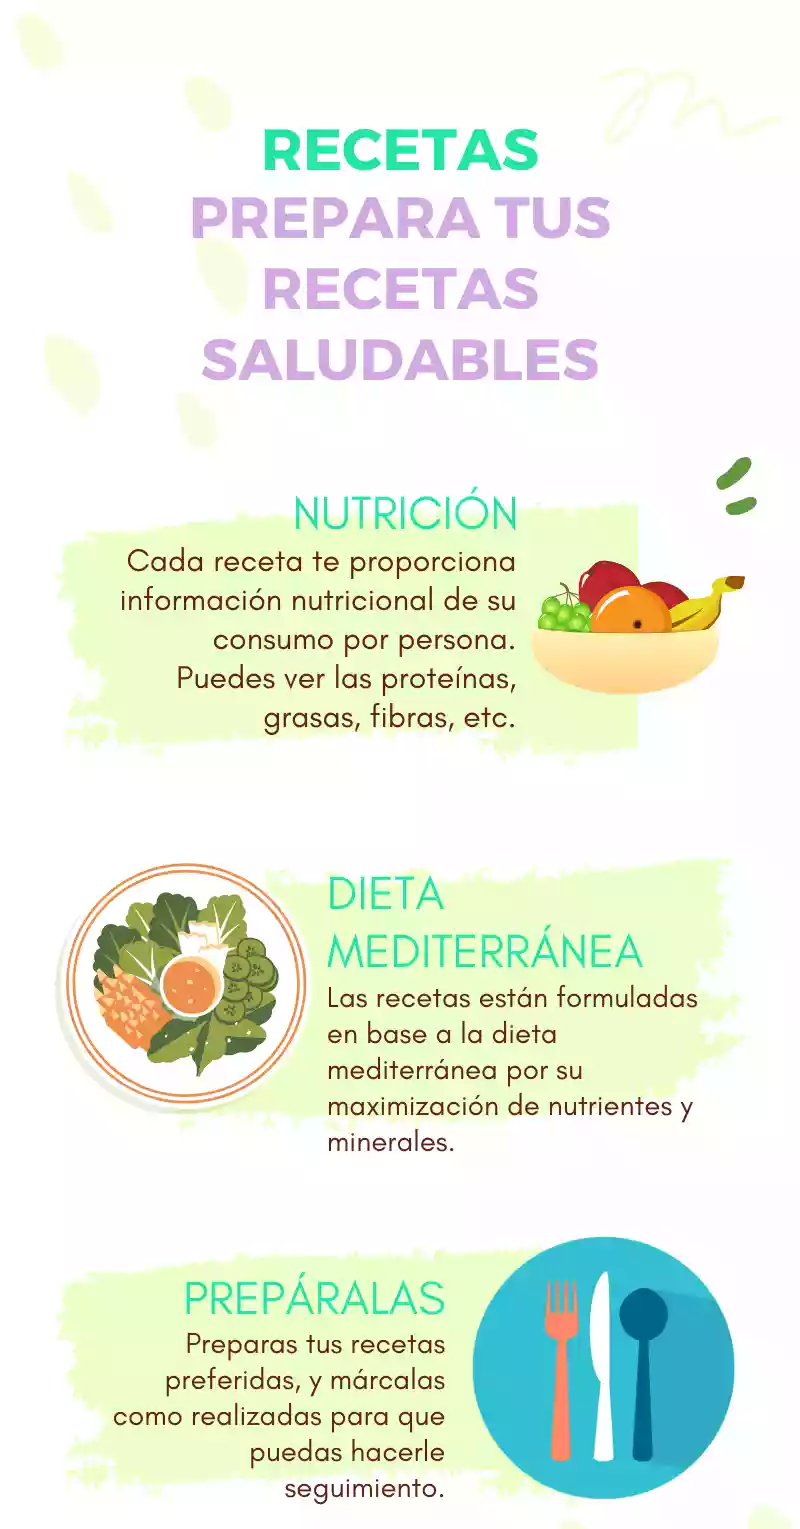 RECETAS
PREPARA TUS
RECETAS
SALUDABLES
NUTRICIÓN
Cada receta te proporciona
información nutricional de su
consumo por persona.
Puedes ver las proteínas,
grasas, fibras, etc.
DIETA
MEDITERRÁNEA
Las recetas están formuladas
en base a la dieta
mediterránea por su
maximización de nutrientes y
minerales.
PREPÁRALAS
Preparas tus recetas
preferidas, y márcalas
como realizadas para que
puedas hacerle
seguimiento.